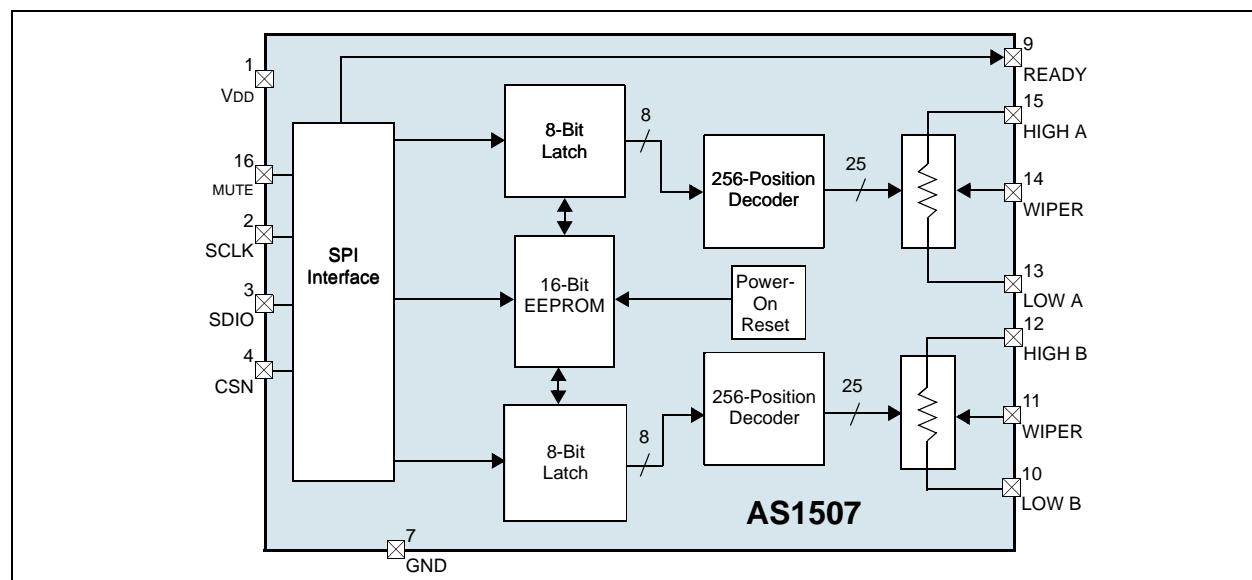 9
READY
1
VDD
15
HIGH A
8-Bit
Latch
8
256-Position
Decoder
25
14
WIPER
16
MUTE
2
SCLK
SPI
Interface
3
SDIO
4
CSN
16-Bit
EEPROM
Power-
On
Reset
13
LOW A
12
HIGH B
256-Position
Decoder
25
11
WIPER
8-Bit
Latch
8
10
LOW B
AS1507
7
GND